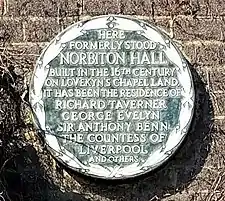 HERE
FORMERLY STOOD
NORBITON HALL
BUILT IN THE 16TH CENTURY
ON LOVEKYN'S CHAPEL LAND
IT HAS BEEN THE RESIDENCE OF
RICHARD TAVERNER
GEORGE EVELYN
SIR ANTHONY BENN
THE COUNTESS OF
LIVERPOOL
AND OTHERS